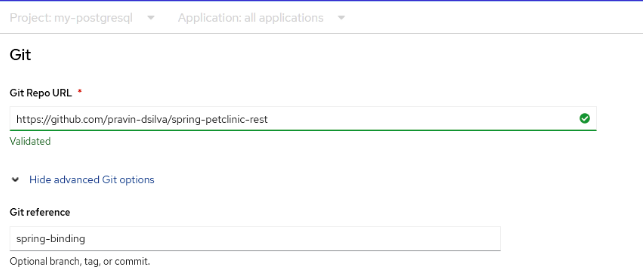 Project: my-postgresql Application: all applications
Git
Git Repo URL *
https://github.com/pravin-dsilva/spring-petclinic-rest
Validated
Hide advanced Git options
Git reference
spring-binding
Optional branch, tag, or commit.